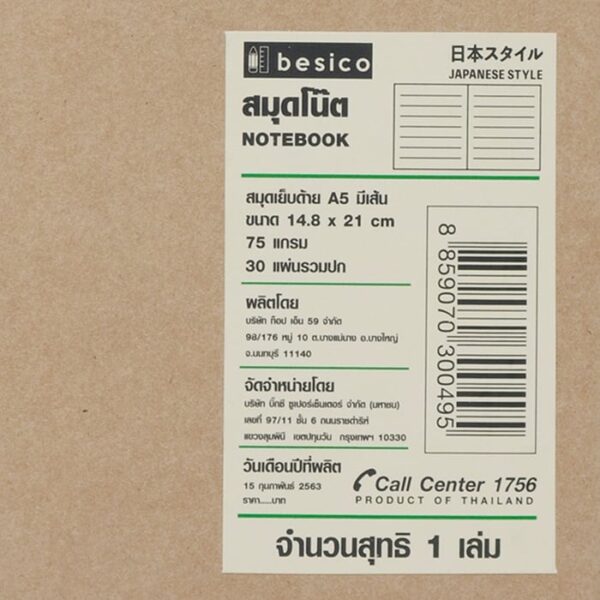 besico
日本スタイル
JAPANESE STYLE
สมุดโน๊ต
NOTEBOOK
สมุดเย็บด้าย A5 มีเส้น
ขนาด 14.8 x 21 cm
75 แกรม
30 แผ่นรวมปก
8 859070 300495
ผลิตโดย
บริษัท ท็อป เอ็น 59 จำกัด
98/176 หมู่ 10 ต.บางแม่นาง อ.บางใหญ่
จ.นนทบุรี 11140
จัดจำหน่ายโดย
บริษัท บิ๊กซี ซูเปอร์เซ็นเตอร์ จำกัด (มหาชน)
เลขที่ 97/11 ชั้น 6 ถนนราชดำริห์
แขวงลุมพินี เขตปทุมวัน กรุงเทพฯ 10330
วันเดือนปีที่ผลิต
15 กุมภาพันธ์ 2563
ราคา.....บาท
Call Center 1756
PRODUCT OF THAILAND
จำนวนสุทธิ 1 เล่ม